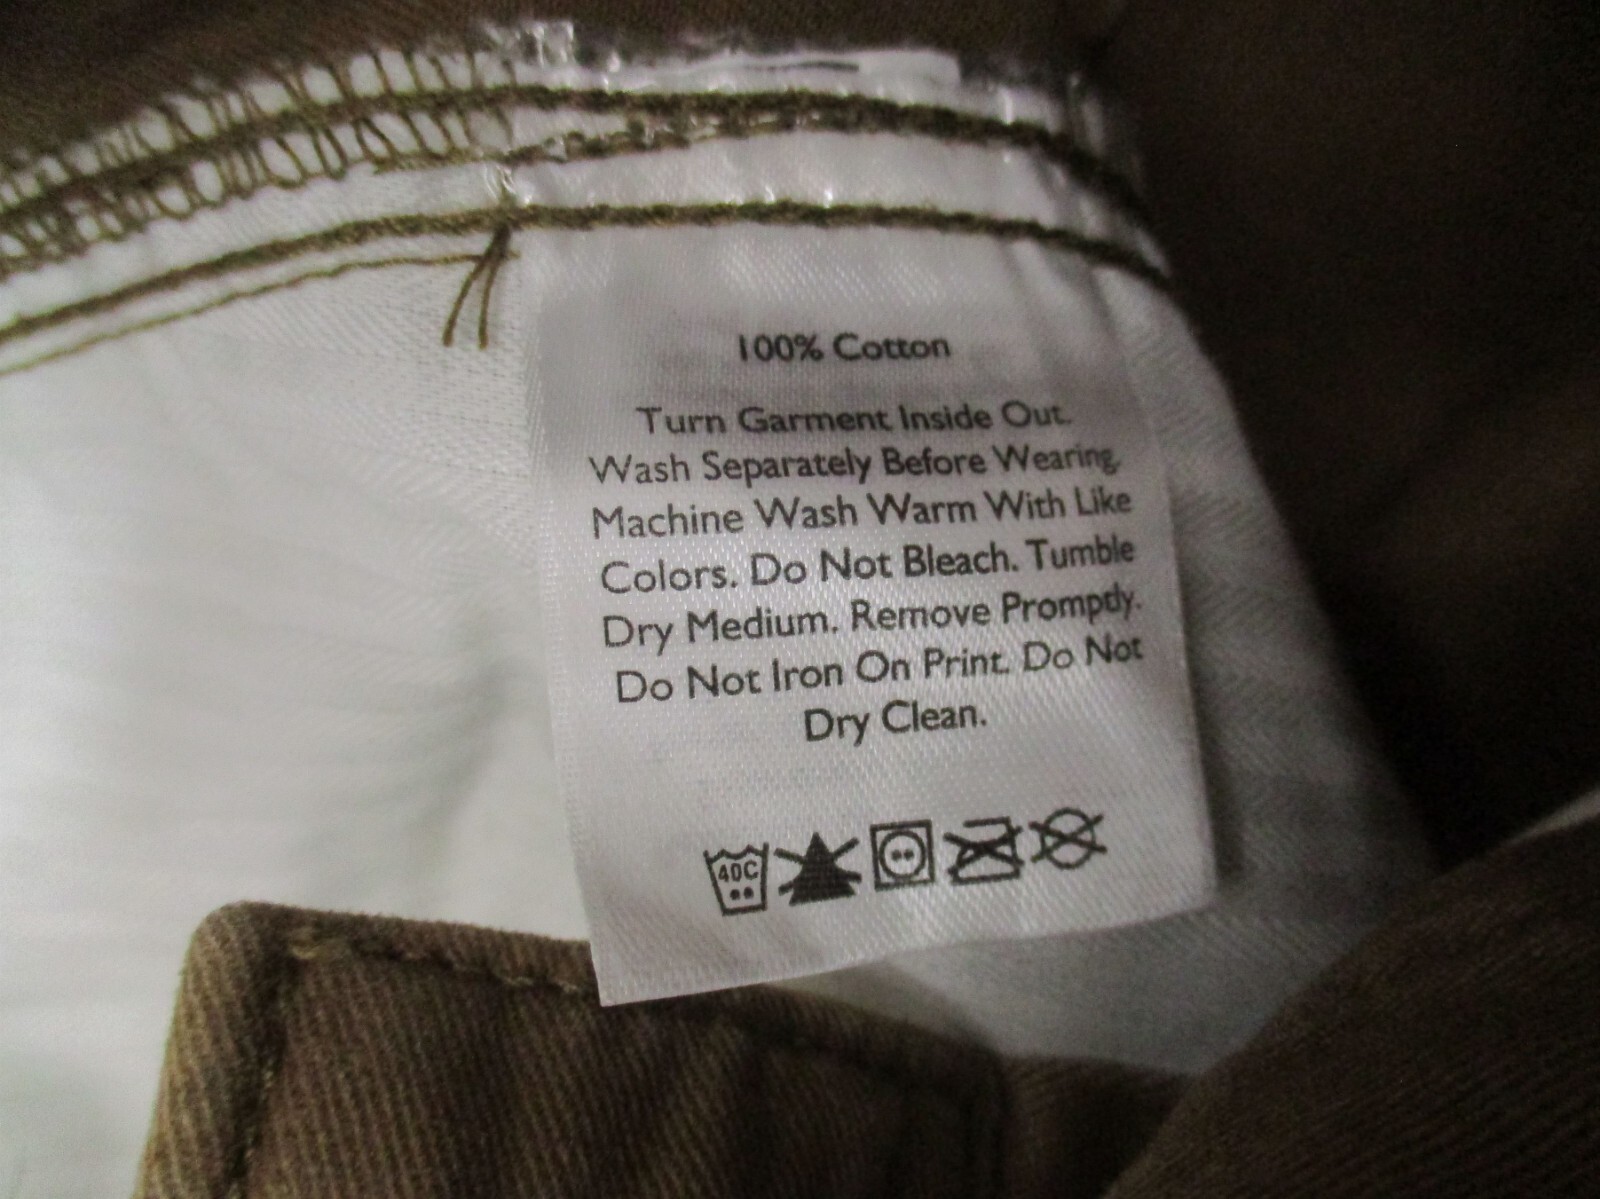 100% Cotton
Turn Garment Inside Out.
Wash Separately Before Wearing.
Machine Wash Warm With Like
Colors. Do Not Bleach. Tumble
Dry Medium. Remove Promptly.
Do Not Iron On Print. Do Not
Dry Clean.
40C